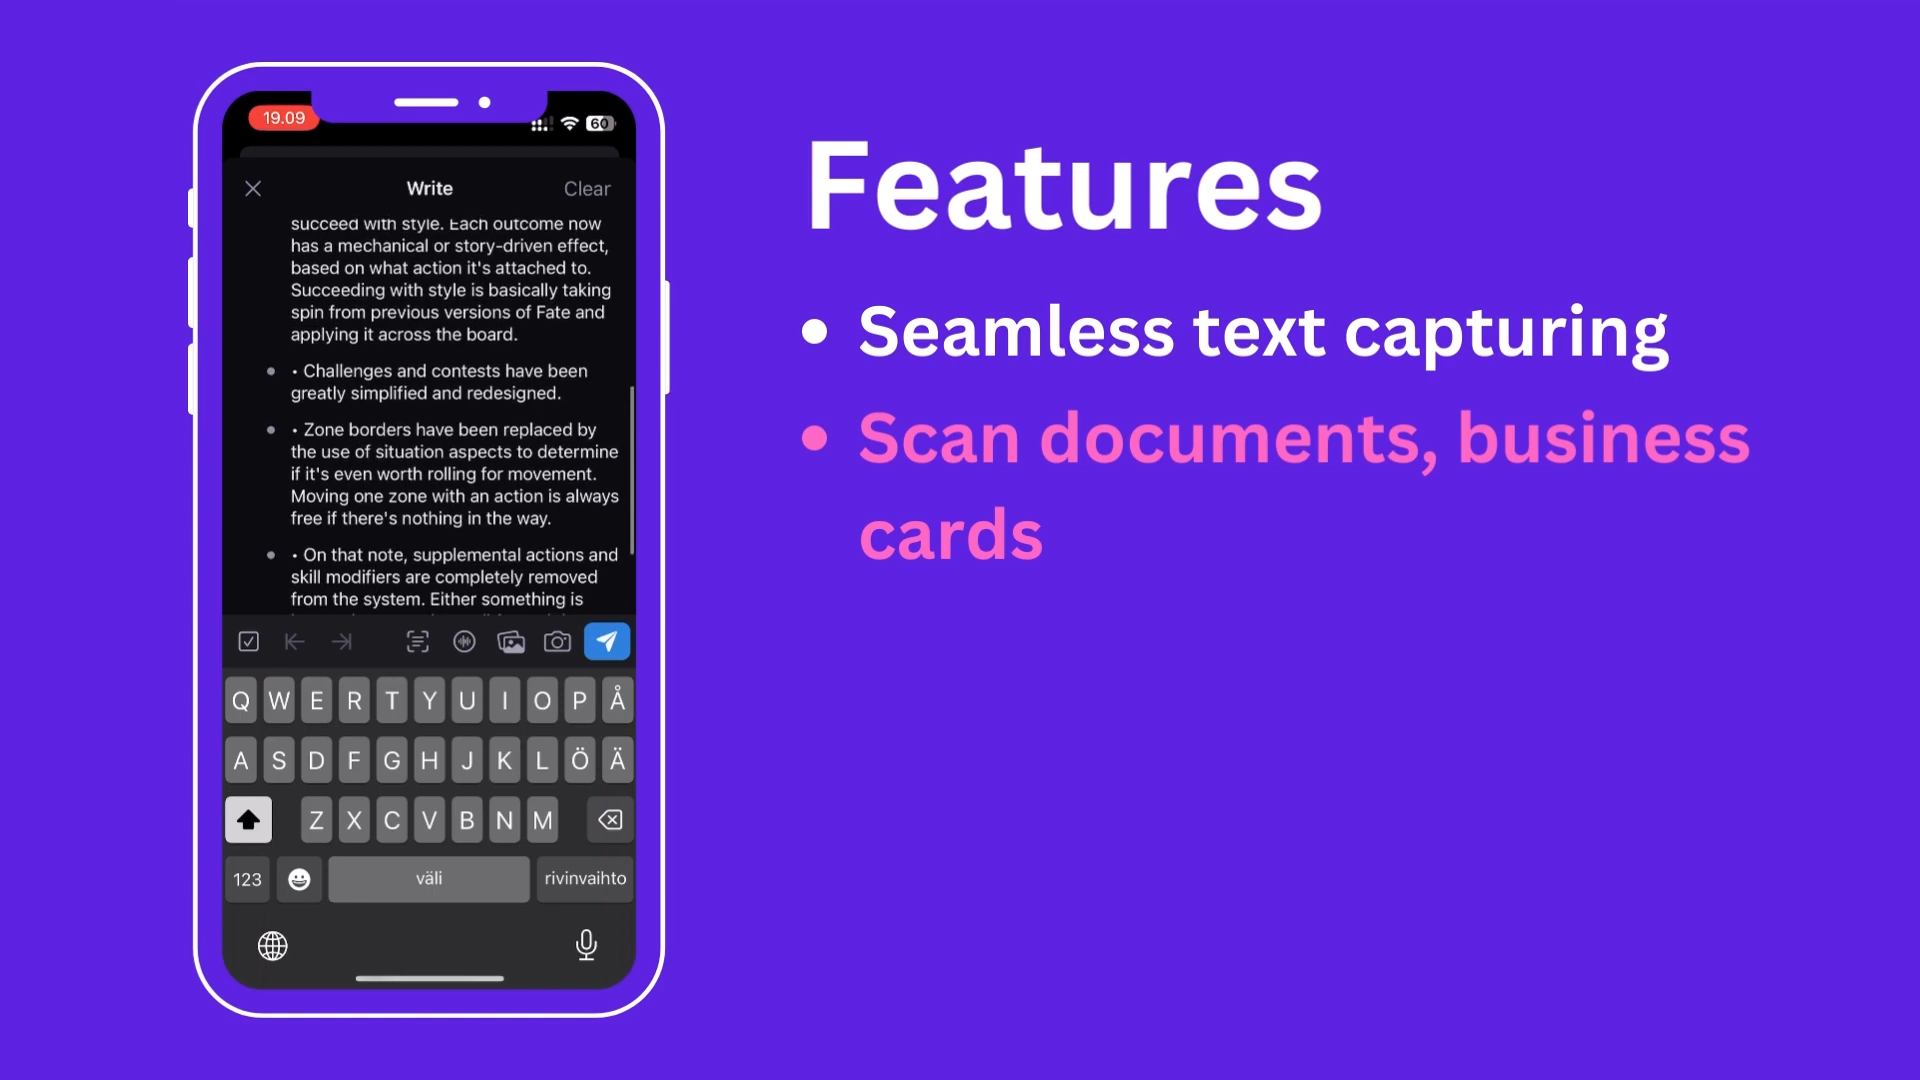 19.09
60
Write
Clear
succeed with style. Each outcome now
has a mechanical or story-driven effect,
based on what action it's attached to.
Succeeding with style is basically taking
spin from previous versions of Fate and
applying it across the board.
• • Challenges and contests have been
greatly simplified and redesigned.
• • Zone borders have been replaced by
the use of situation aspects to determine
if it's even worth rolling for movement.
Moving one zone with an action is always
free if there's nothing in the way.
• • On that note, supplemental actions and
skill modifiers are completely removed
from the system. Either something is
Q W E R T Y U I O P Å
A S D F G H J K L Ö Ä
Z X C V B N M
123
väli
rivinvaihto
Features
• Seamless text capturing
• Scan documents, business
cards